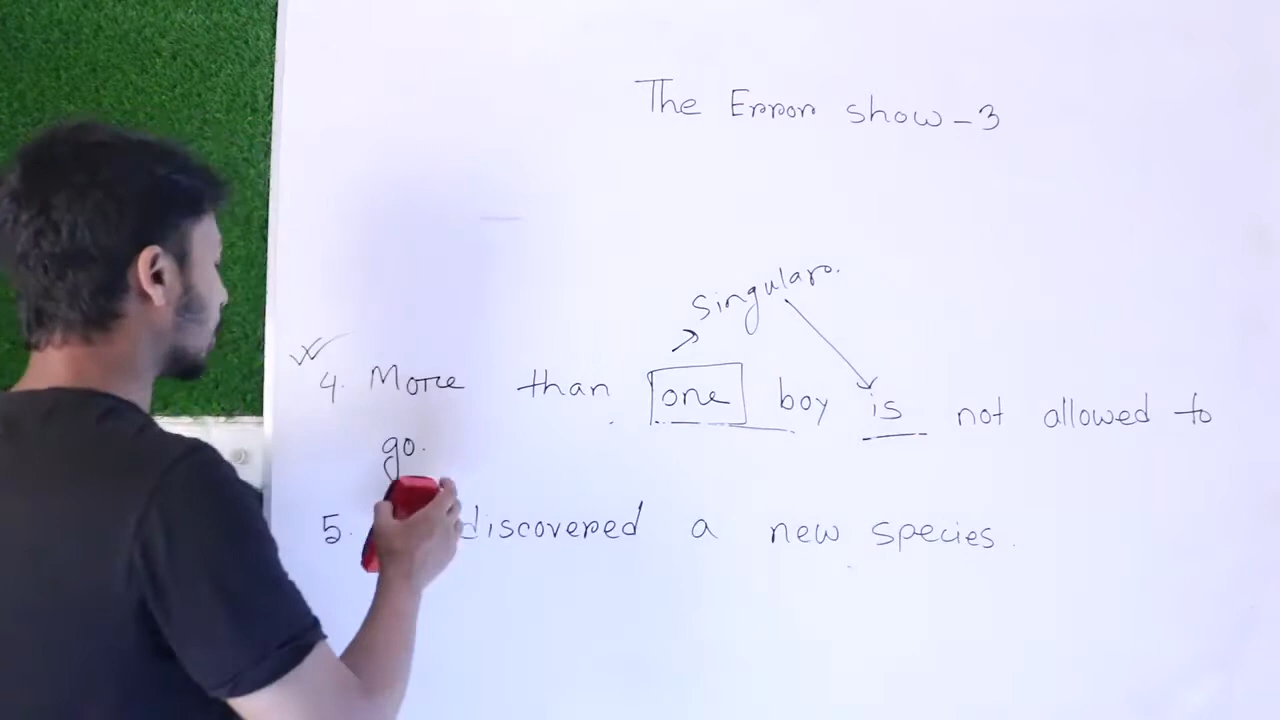 The Error show-3
Singular.
4. More than one boy is not allowed to
go.
5. discovered a new species.